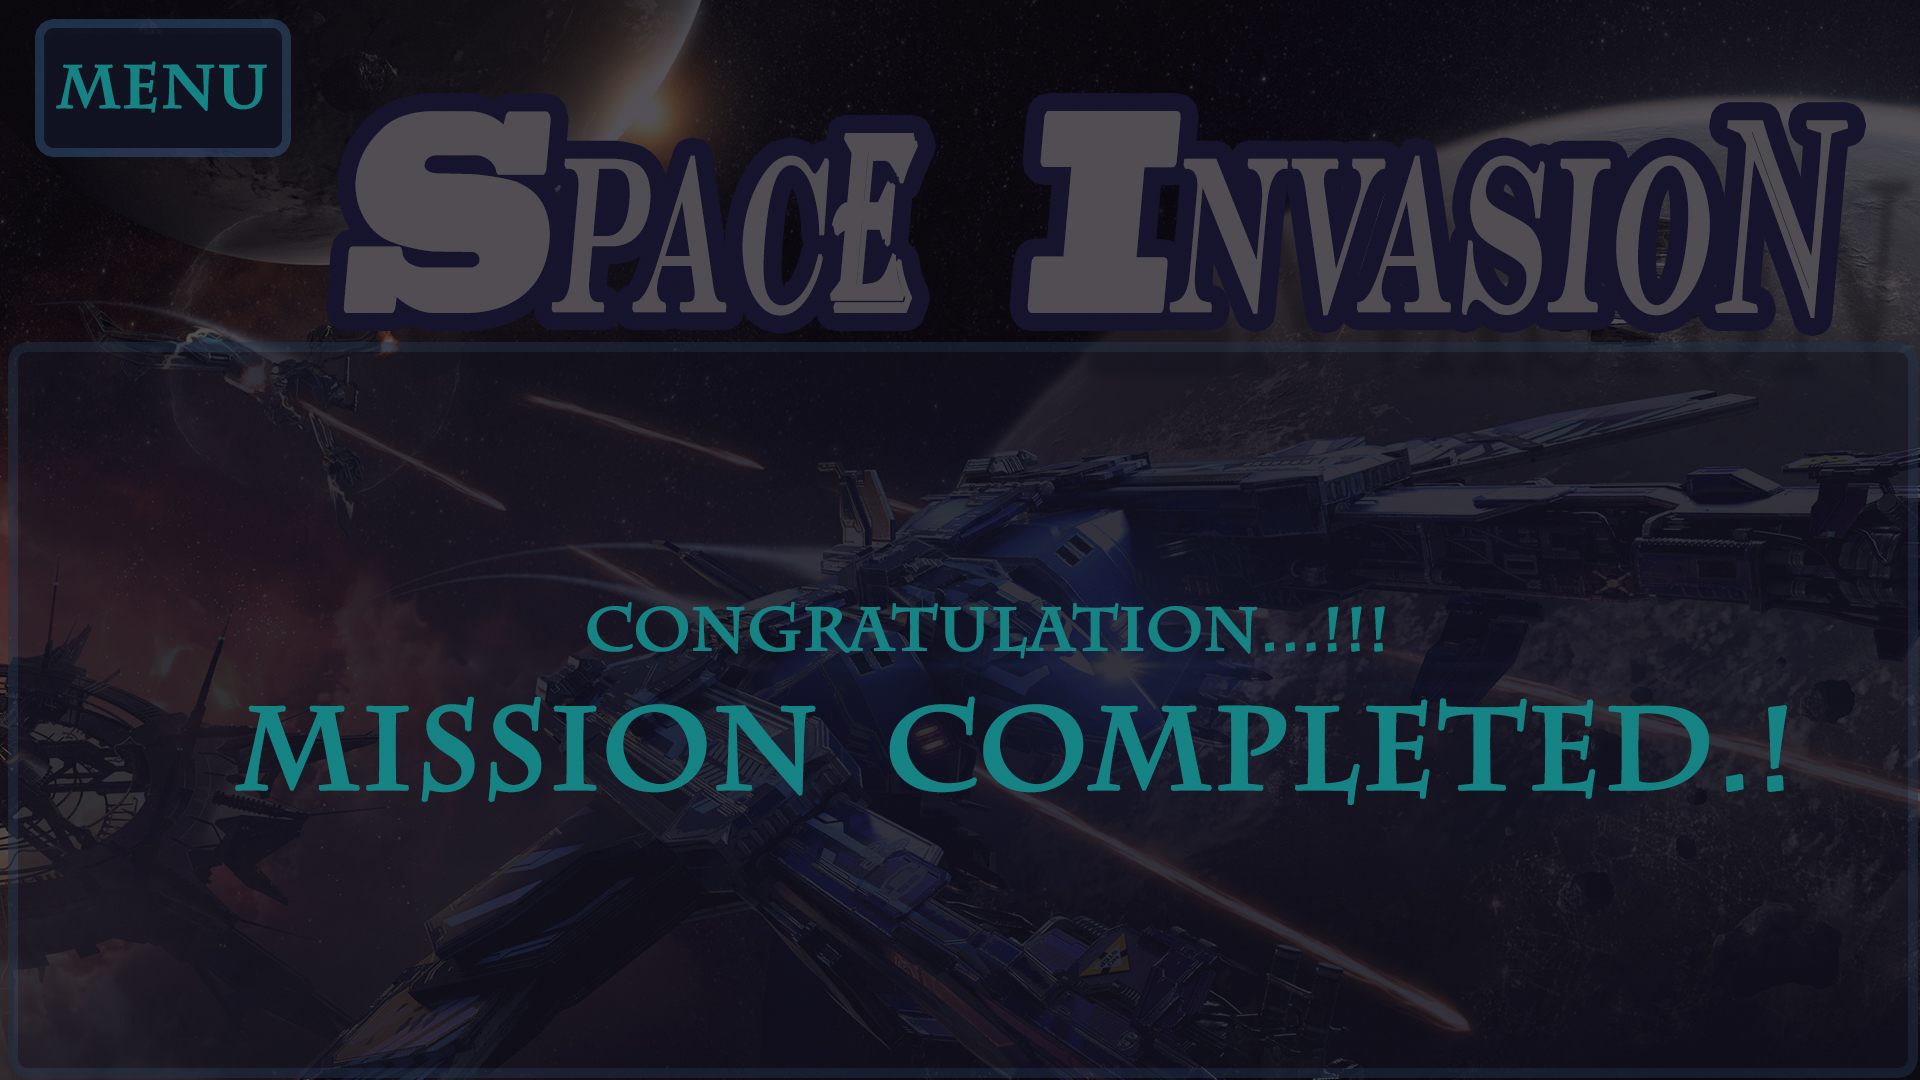 MENU
SPACE INVASION
CONGRATULATION...!!!
MISSION COMPLETED.!